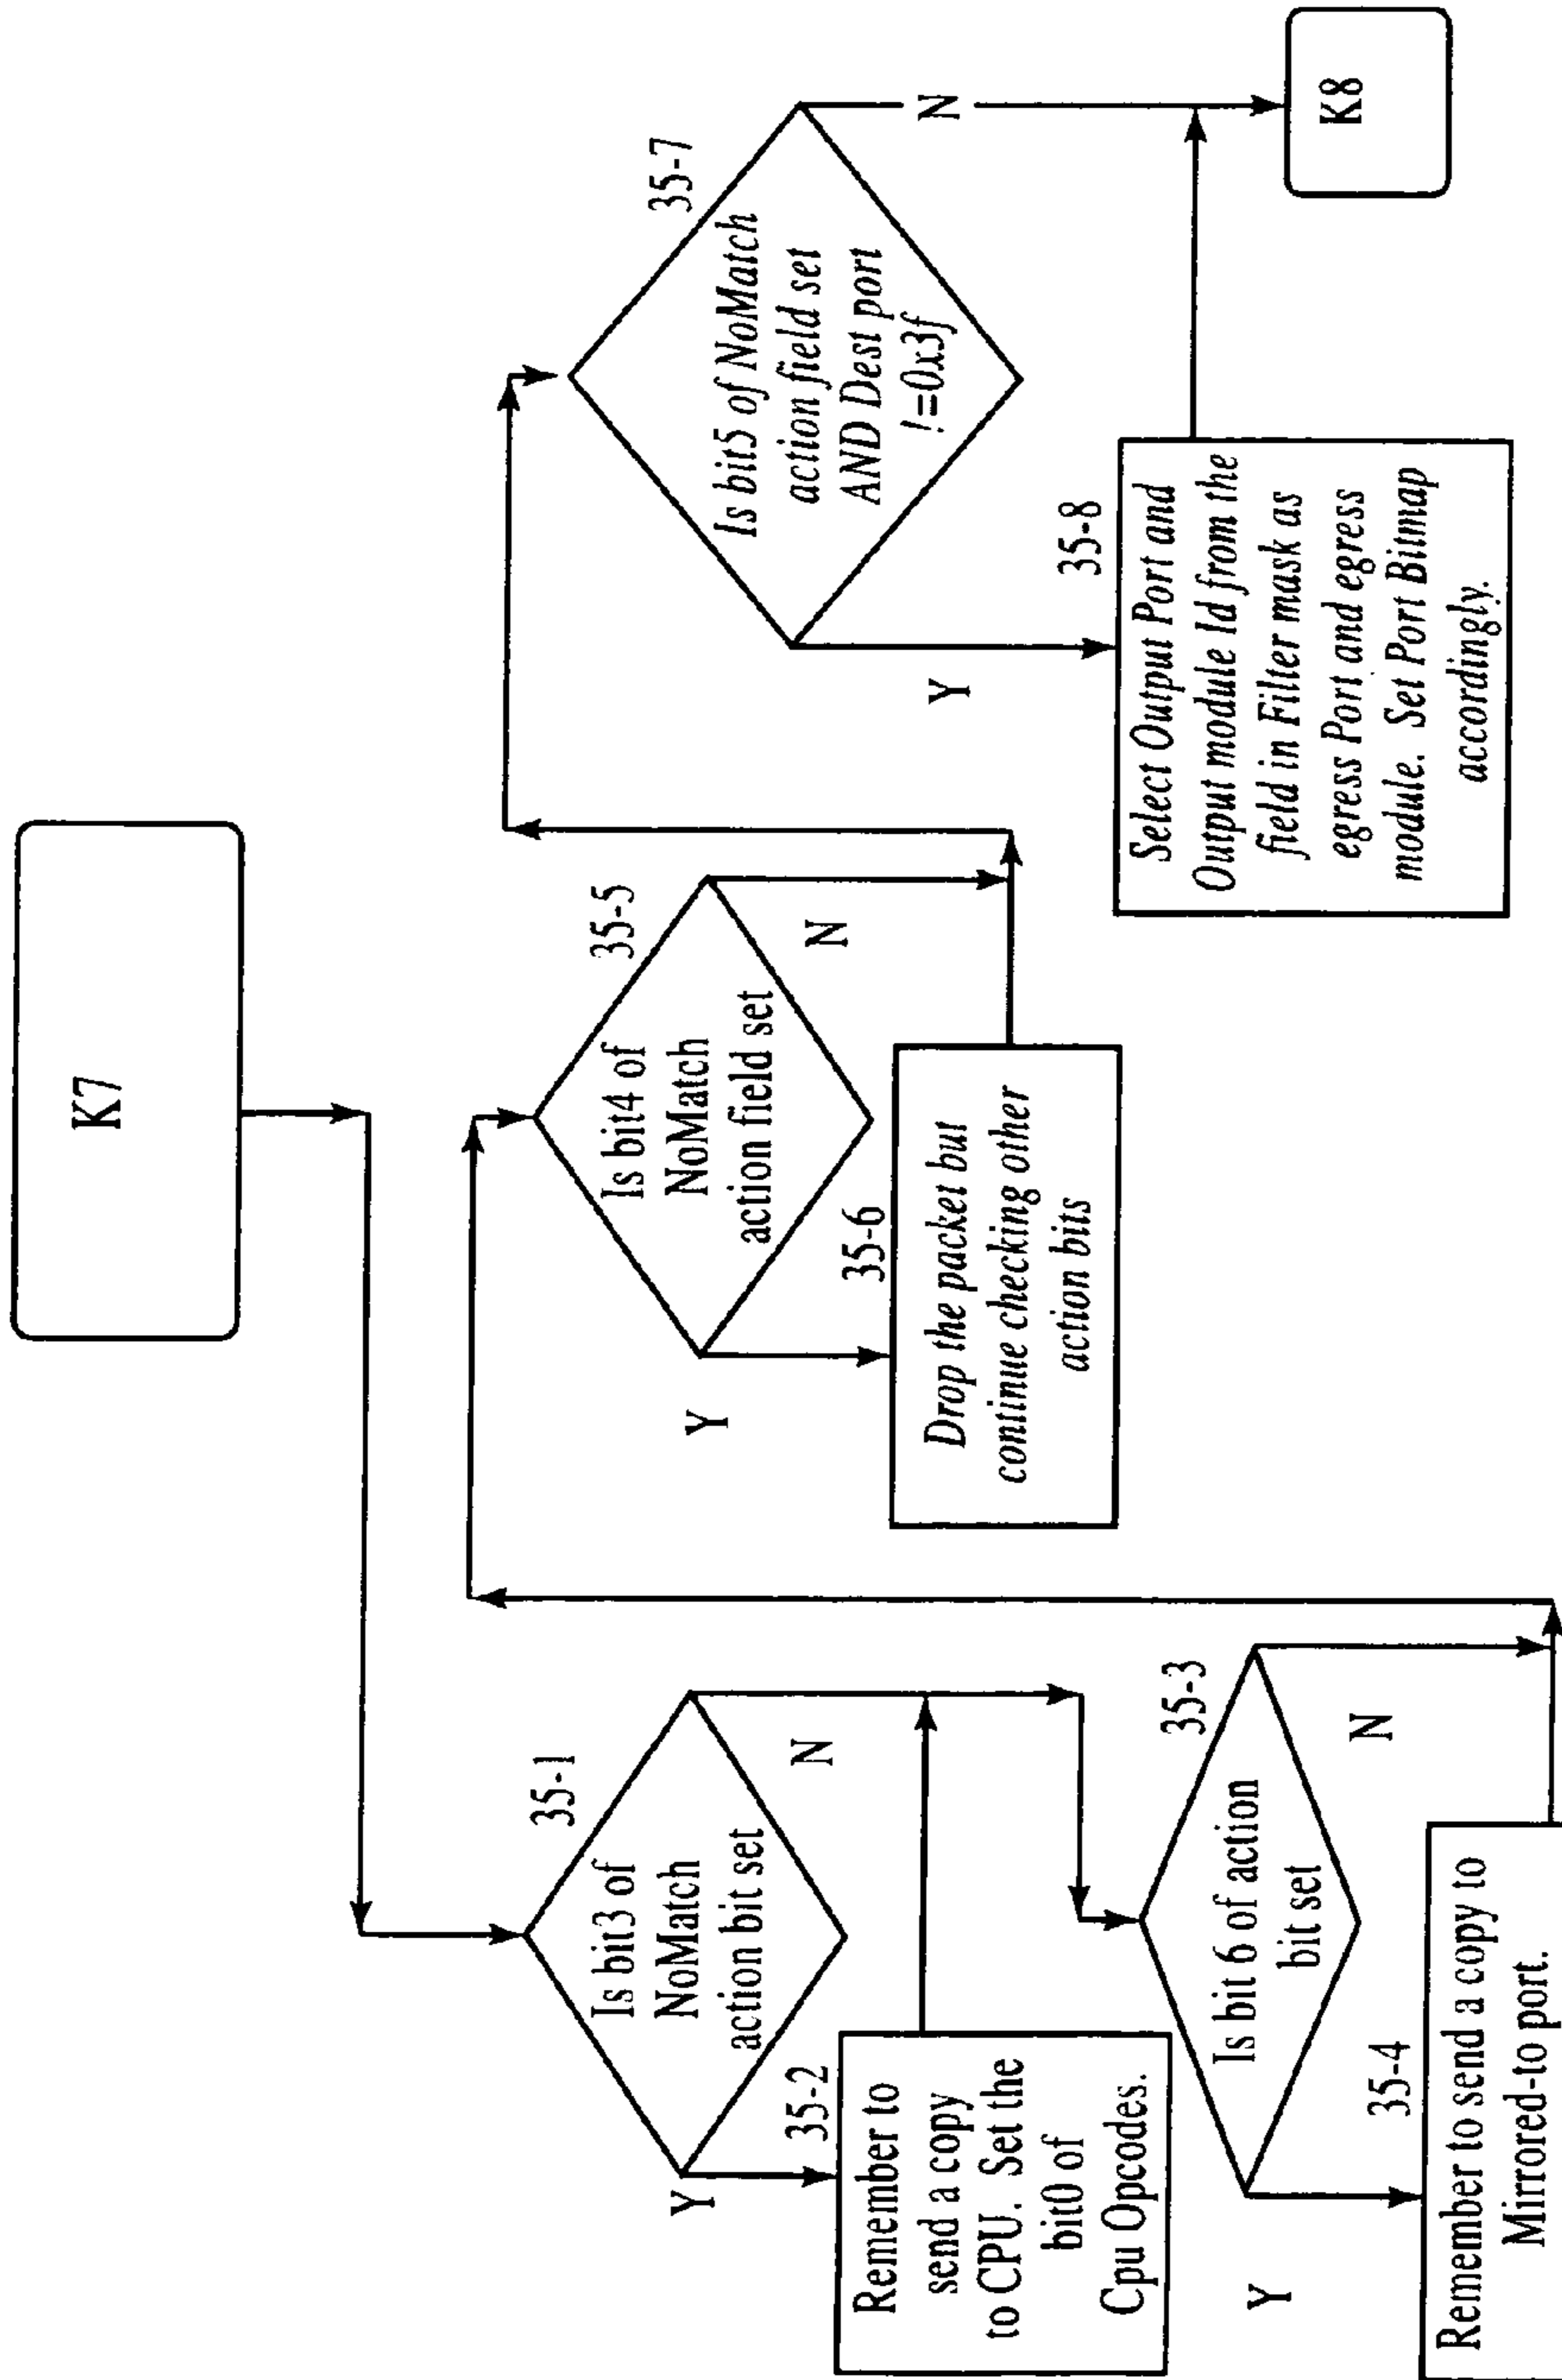 K7
35-1
Is bit3 of
NoMatch
action bit set
Y
N
35-2
Remember to
send a copy
to CPU. Set the
bit0 of
Cpu Opcodes.
35-3
Is bit 6 of action
bit set
Y
N
35-4
Remember to send a copy to
Mirrored-to port.
35-5
Is bit4 of
NoMatch
action field set
Y
N
35-6
Drop the packet but
continue checking other
action bits
35-7
Is bit5 of NoMatch
action field set
AND Dest port
!=0x3f
Y
N
35-8
Select Output Port and
Output module Id from the
field in Filter mask as
egress Port and egress
module. Set Port Bitmap
accordingly.
K8